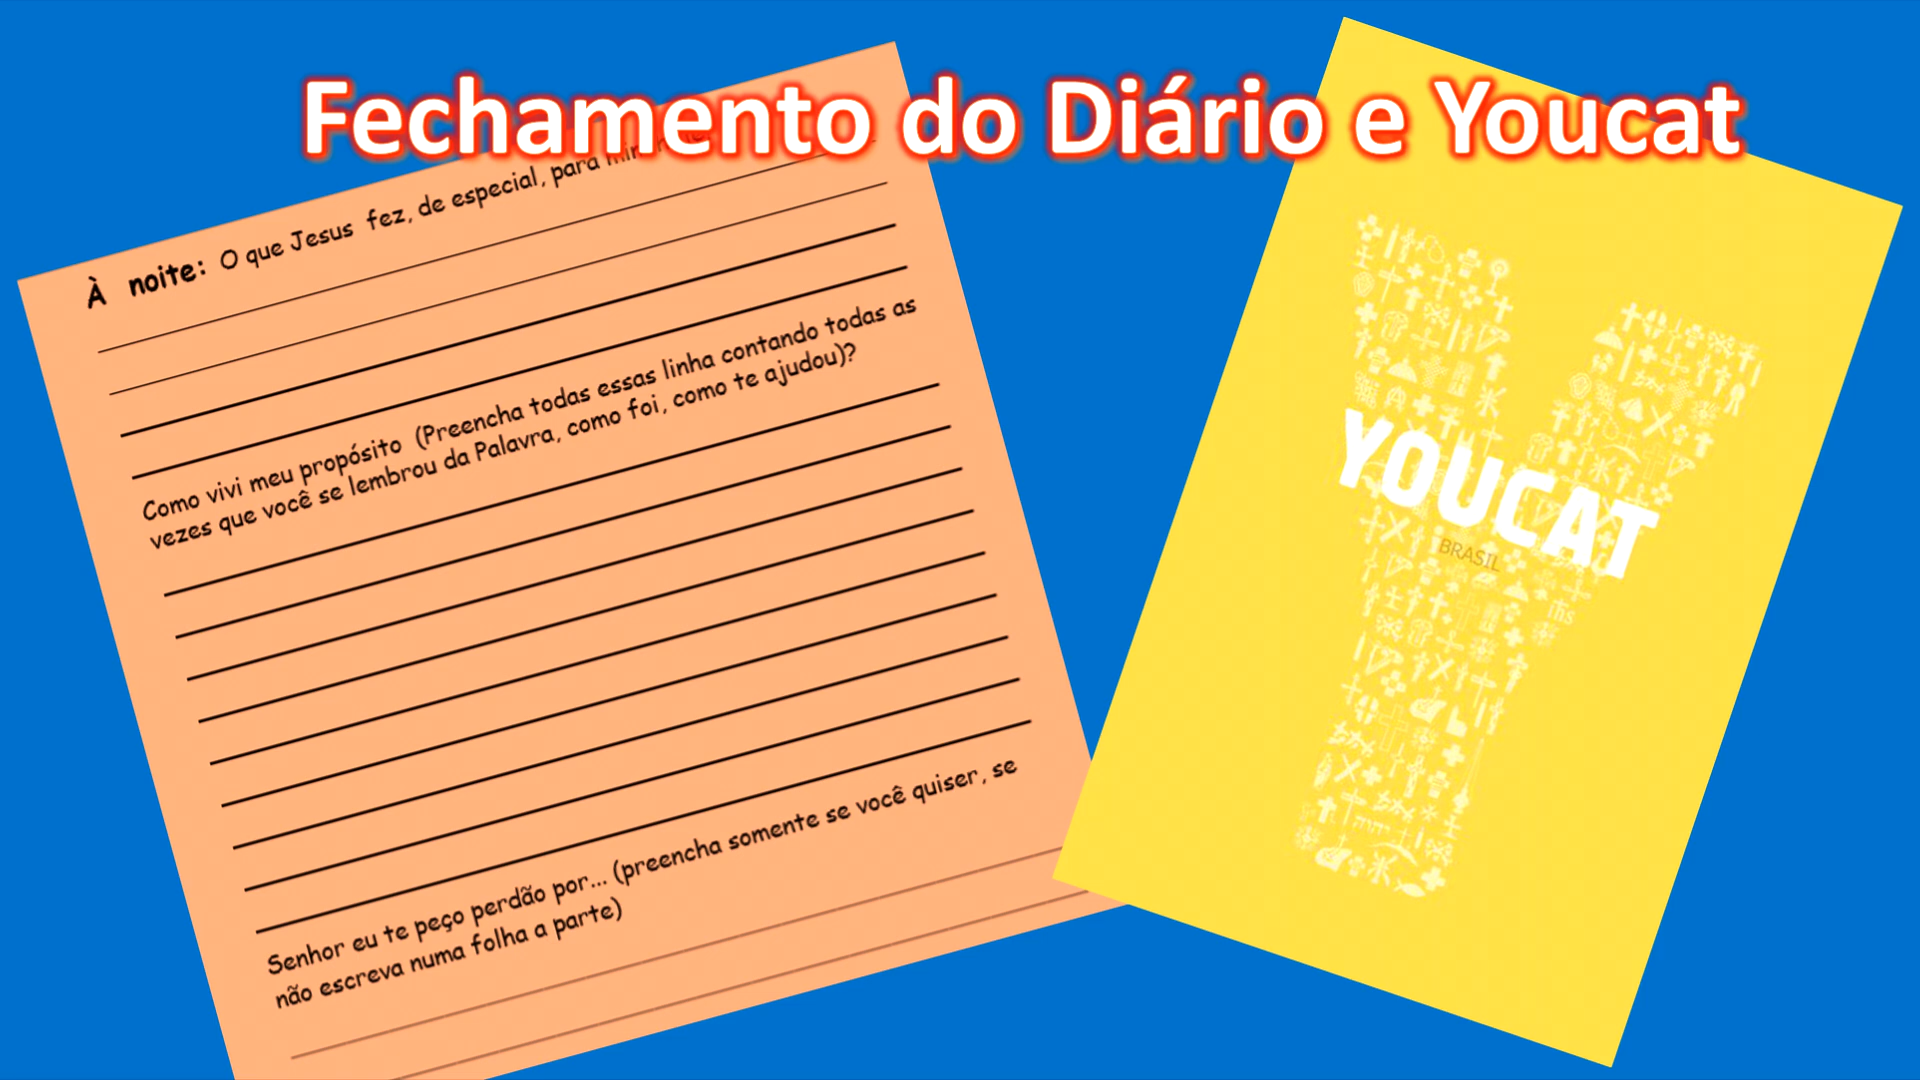 Fechamento do Diário e Youcat
À noite: O que Jesus fez, de especial, para mim
Como vivi meu propósito (Preencha todas essas linha contando todas as
vezes que você se lembrou da Palavra, como foi, como te ajudou)?
Senhor eu te peço perdão por... (preencha somente se você quiser, se
não escreva numa folha a parte)
YOUCAT
BRASIL
ihs